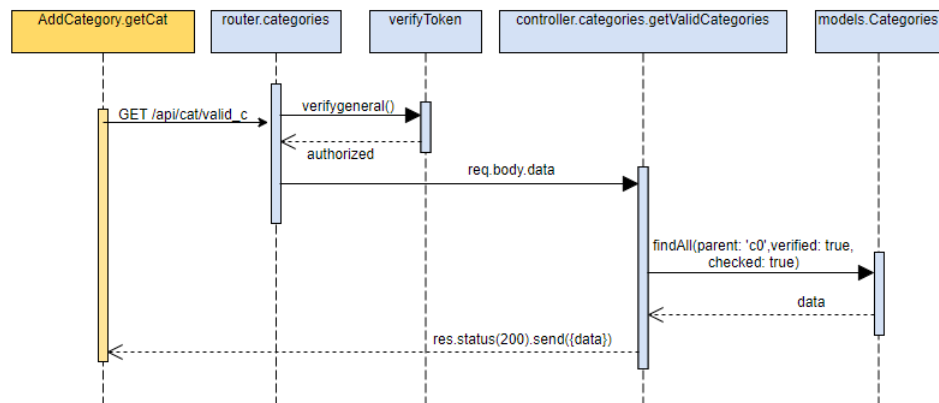 AddCategory.getCat
router.categories
verifyToken
controller.categories.getValidCategories
models.Categories
GET /api/cat/valid_c
verifygeneral()
authorized
req.body.data
findAll(parent: 'c0',verified: true,
checked: true)
data
res.status(200).send({data})